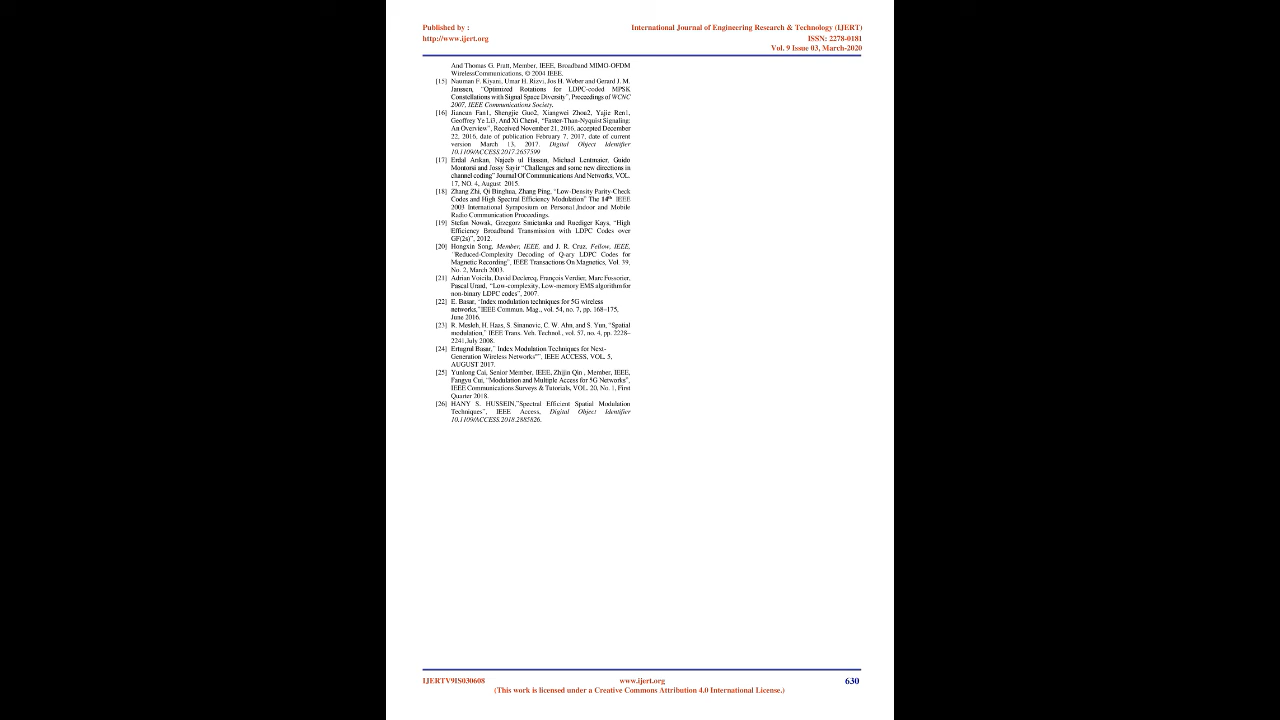 Published by :
International Journal of Engineering Research & Technology (IJERT)
http://www.ijert.org
ISSN: 2278-0181
Vol. 9 Issue 03, March-2020
And Thomas G. Pratt, Member, IEEE, Broadband MIMO-OFDM
WirelessCommunications, © 2004 IEEE,
[15] Nauman F. Kiyani, Umar H. Rizvi, Jos H. Weber and Gerard J. M.
Janssen, "Optimized Rotations for LDPC-coded MPSK
Constellations with Signal Space Diversity", Proceedings of WCNC
2007, IEEE Communications Society.
[16] Jiancun Fan1, Shengjie Guo2, Xiangwei Zhou2, Yajie Ren1,
Geoffrey Ye Li3, And Xi Chen4, "Faster-Than-Nyquist Signaling:
An Overview", Received November 21, 2016, accepted December
22, 2016, date of publication February 7, 2017, date of current
version March 13, 2017. Digital Object Identifier
10.1109/ACCESS.2017.2657599
[17] Erdal Arıkan, Najeeb ul Hassan, Michael Lentmaier, Guido
Montorsi and Jossy Sayir "Challenges and some new directions in
channel coding" Journal Of Communications And Networks, VOL.
17, NO. 4, August 2015.
[18] Zhang Zhi, Qi Binghua, Zhang Ping, "Low-Density Parity-Check
Codes and High Spectral Efficiency Modulation" The 14th IEEE
2003 International Symposium on Persona1,Indoor and Mobile
Radio Communication Proceedings.
[19] Stefan Nowak, Grzegorz Smietanka and Ruediger Kays, "High
Efficiency Broadband Transmission with LDPC Codes over
GF(2s)", 2012.
[20] Hongxin Song, Member, IEEE, and J. R. Cruz, Fellow, IEEE,
"Reduced-Complexity Decoding of Q-ary LDPC Codes for
Magnetic Recording", IEEE Transactions On Magnetics, Vol. 39,
No. 2, March 2003.
[21] Adrian Voicila, David Declercq, François Verdier, Marc Fossorier,
Pascal Urard, "Low-complexity, Low-memory EMS algorithm for
non-binary LDPC codes", 2007.
[22] E. Basar, "Index modulation techniques for 5G wireless
networks,"IEEE Commun. Mag., vol. 54, no. 7, pp. 168–175,
June 2016.
[23] R. Mesleh, H. Haas, S. Sinanovic, C. W. Ahn, and S. Yun, "Spatial
modulation," IEEE Trans. Veh. Technol., vol. 57, no. 4, pp. 2228–
2241,July 2008.
[24] Ertugrul Basar," Index Modulation Techniques for Next-
Generation Wireless Networks"", IEEE ACCESS, VOL. 5,
AUGUST 2017.
[25] Yunlong Cai, Senior Member, IEEE, Zhijin Qin , Member, IEEE,
Fangyu Cui, "Modulation and Multiple Access for 5G Networks",
IEEE Communications Surveys & Tutorials, VOL. 20, No. 1, First
Quarter 2018.
[26] HANY S. HUSSEIN,"Spectral Efficient Spatial Modulation
Techniques", IEEE Access, Digital Object Identifier
10.1109/ACCESS.2018.2885826.
IJERTV9IS030608
www.ijert.org
630
(This work is licensed under a Creative Commons Attribution 4.0 International License.)